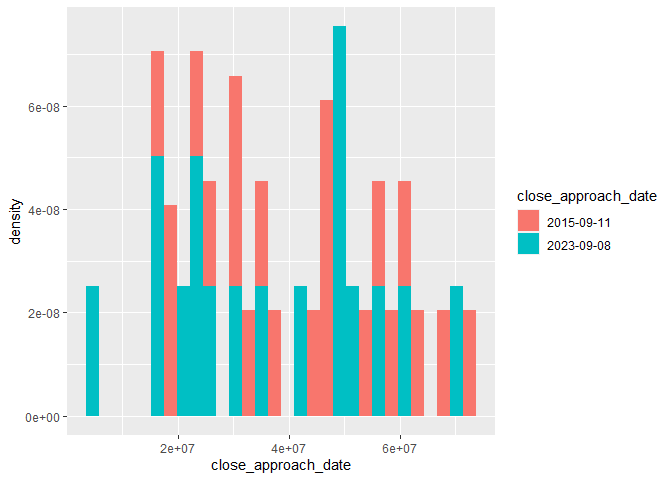 6e-08
4e-08
2e-08
0e+00
density
2e+07
4e+07
6e+07
close_approach_date
close_approach_date
2015-09-11
2023-09-08